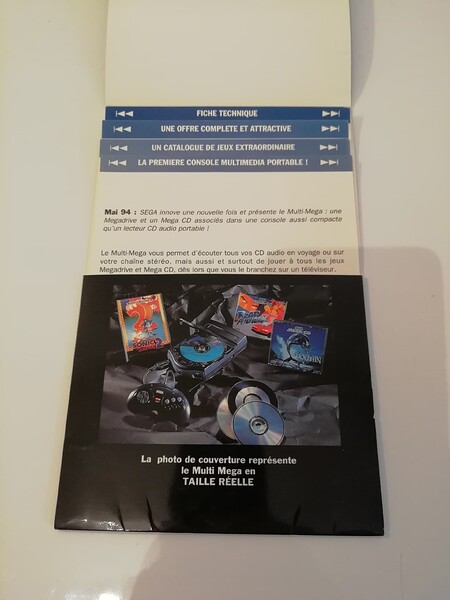 FICHE TECHNIQUE
UNE OFFRE COMPLETE ET ATTRACTIVE
UN CATALOGUE DE JEUX EXTRAORDINAIRE
LA PREMIERE CONSOLE MULTIMEDIA PORTABLE !
Mai 94 : SEGA innove une nouvelle fois et présente le Multi-Mega : une
Megadrive et un Mega CD associés dans une console aussi compacte
qu'un lecteur CD audio portable !
Le Multi-Mega vous permet d'écouter tous vos CD audio en voyage ou sur
votre chaîne stéréo, mais aussi et surtout de jouer à tous les jeux
Megadrive et Mega CD, dès lors que vous le branchez sur un téléviseur.
SONIC
La photo de couverture représente
le Multi Mega en
TAILLE RÉELLE